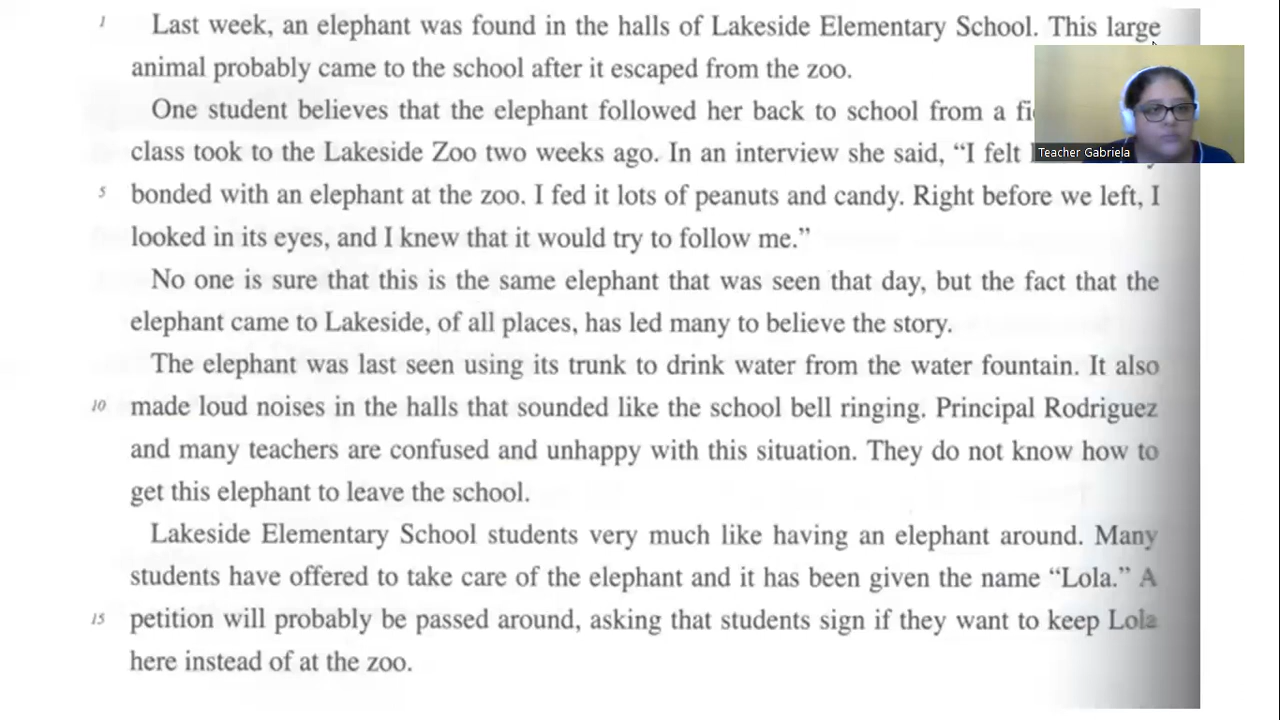 1 Last week, an elephant was found in the halls of Lakeside Elementary School. This large
animal probably came to the school after it escaped from the zoo.
One student believes that the elephant followed her back to school from a
class took to the Lakeside Zoo two weeks ago. In an interview she said, “I felt
5 bonded with an elephant at the zoo. I fed it lots of peanuts and candy. Right before we left, I
looked in its eyes, and I knew that it would try to follow me.”
No one is sure that this is the same elephant that was seen that day, but the fact that the
elephant came to Lakeside, of all places, has led many to believe the story.
The elephant was last seen using its trunk to drink water from the water fountain. It also
10 made loud noises in the halls that sounded like the school bell ringing. Principal Rodriguez
and many teachers are confused and unhappy with this situation. They do not know how to
get this elephant to leave the school.
Lakeside Elementary School students very much like having an elephant around. Many
students have offered to take care of the elephant and it has been given the name “Lola.” A
15 petition will probably be passed around, asking that students sign if they want to keep Lola
here instead of at the zoo.
Teacher Gabriela